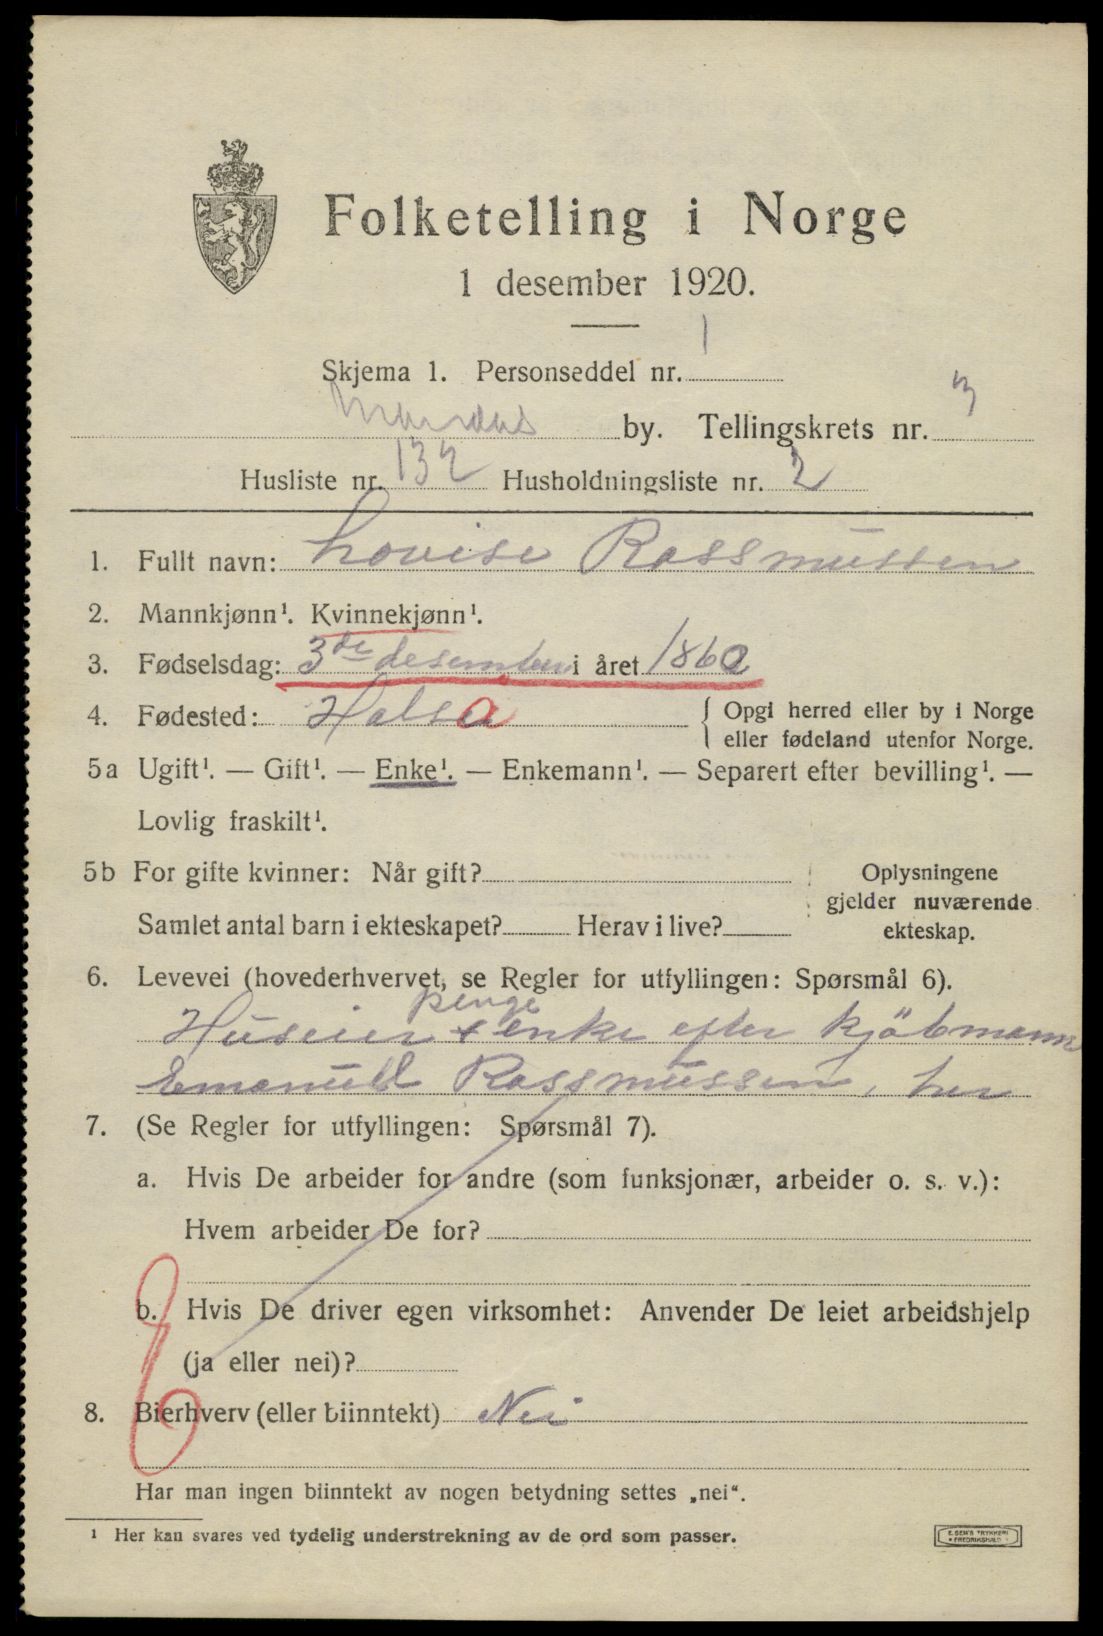 Folketelling i Norge
1 desember 1920.
Skjema 1. Personseddel nr. 1
by. Tellingskrets nr. 3
Husliste nr. 132 Husholdningsliste nr. 2
1. Fullt navn: Lovise Rassmussen
2. Mannkjønn¹. Kvinnekjønn¹.
3. Fødselsdag: 3de desember i året 1860
4. Fødested: Halsa { Opgi herred eller by i Norge
eller fødeland utenfor Norge.
5a Ugift¹. — Gift¹. — Enke¹. — Enkemann¹. — Separert efter bevilling¹. —
Lovlig fraskilt¹.
5b For gifte kvinner: Når gift?
Samlet antal barn i ekteskapet? Herav i live?
Oplysningene
gjelder nuværende
ekteskap.
6. Levevei (hovederhvervet, se Regler for utfyllingen: Spørsmål 6).
penge
Huseier + enke efter kjöbmann
Emanuel Rassmussen, her
7. (Se Regler for utfyllingen: Spørsmål 7).
a. Hvis De arbeider for andre (som funksjonær, arbeider o. s. v.):
Hvem arbeider De for?
b. Hvis De driver egen virksomhet: Anvender De leiet arbeidshjelp
(ja eller nei)?
8. Bierhverv (eller biinntekt) Nei
Har man ingen biinntekt av nogen betydning settes „nei“.
¹ Her kan svares ved tydelig understrekning av de ord som passer.
E. SEM'S TRYKKERI
FREDRIKSHALD